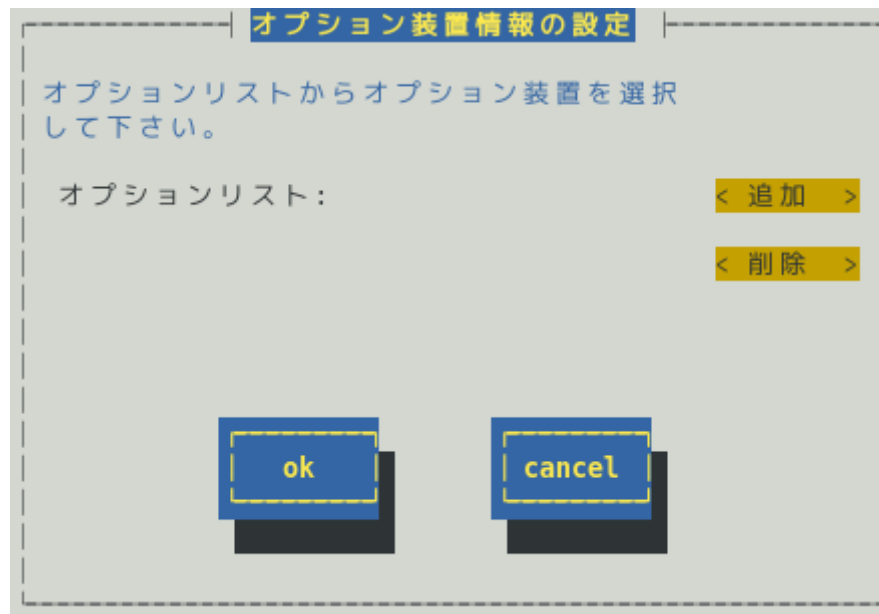 オプション装置情報の設定
オプションリストからオプション装置を選択
して下さい。
オプションリスト:
< 追加 >
< 削除 >
ok
cancel